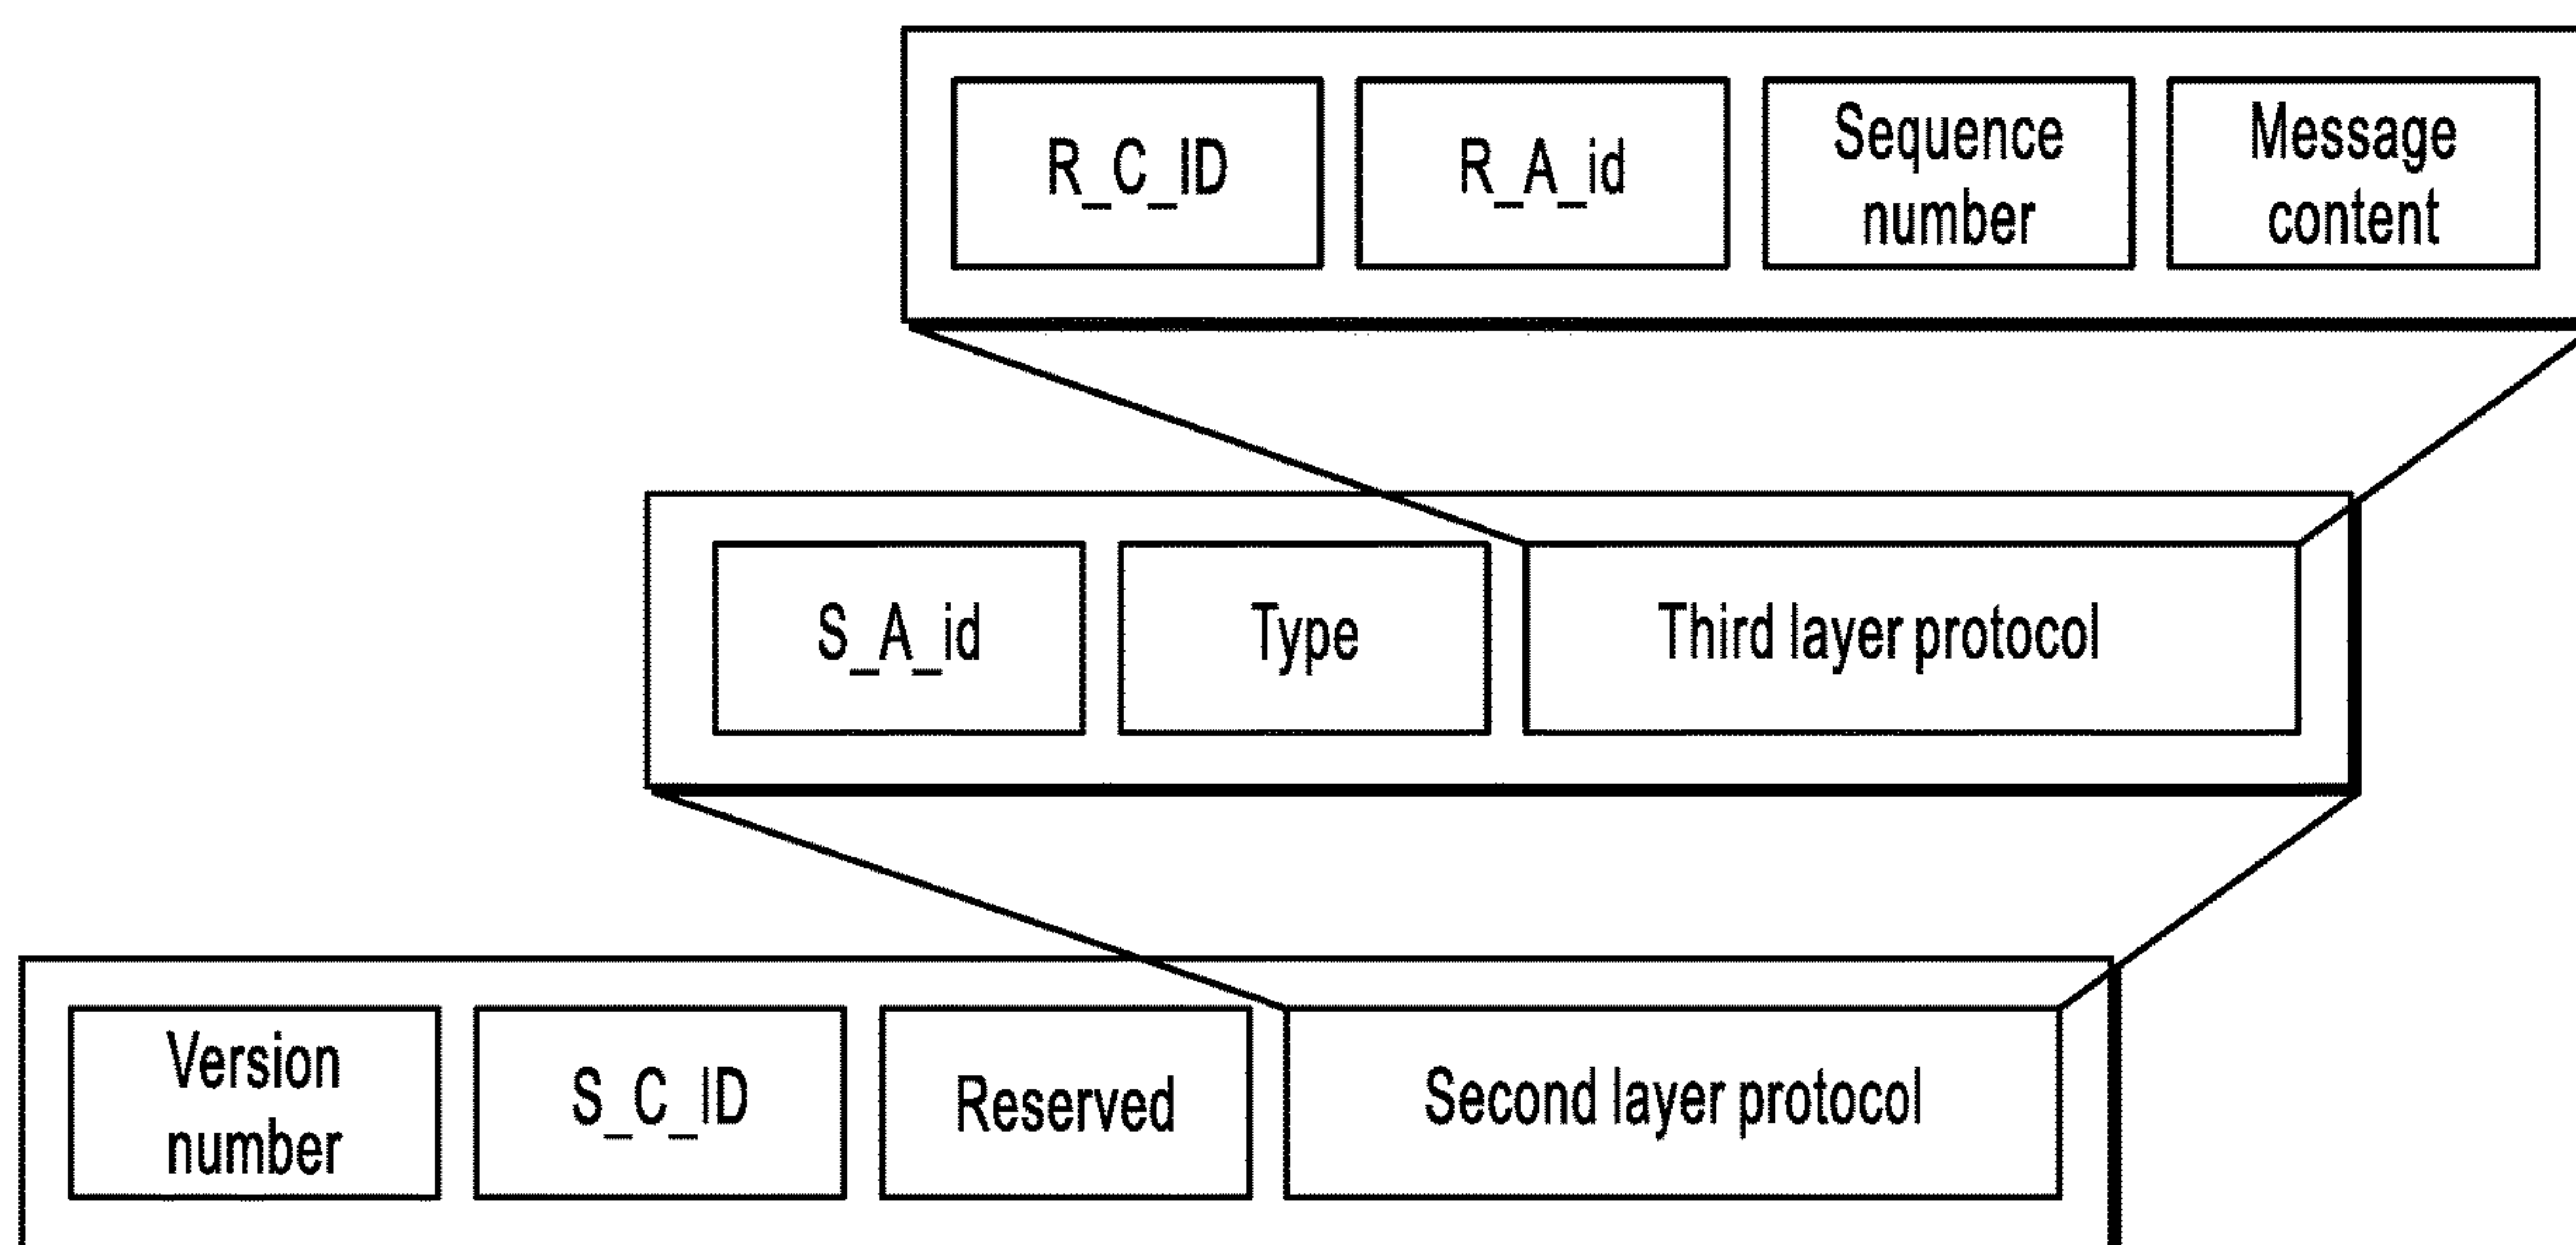 R_C_ID
R_A_id
Sequence
number
Message
content
S_A_id
Type
Third layer protocol
Version
number
S_C_ID
Reserved
Second layer protocol